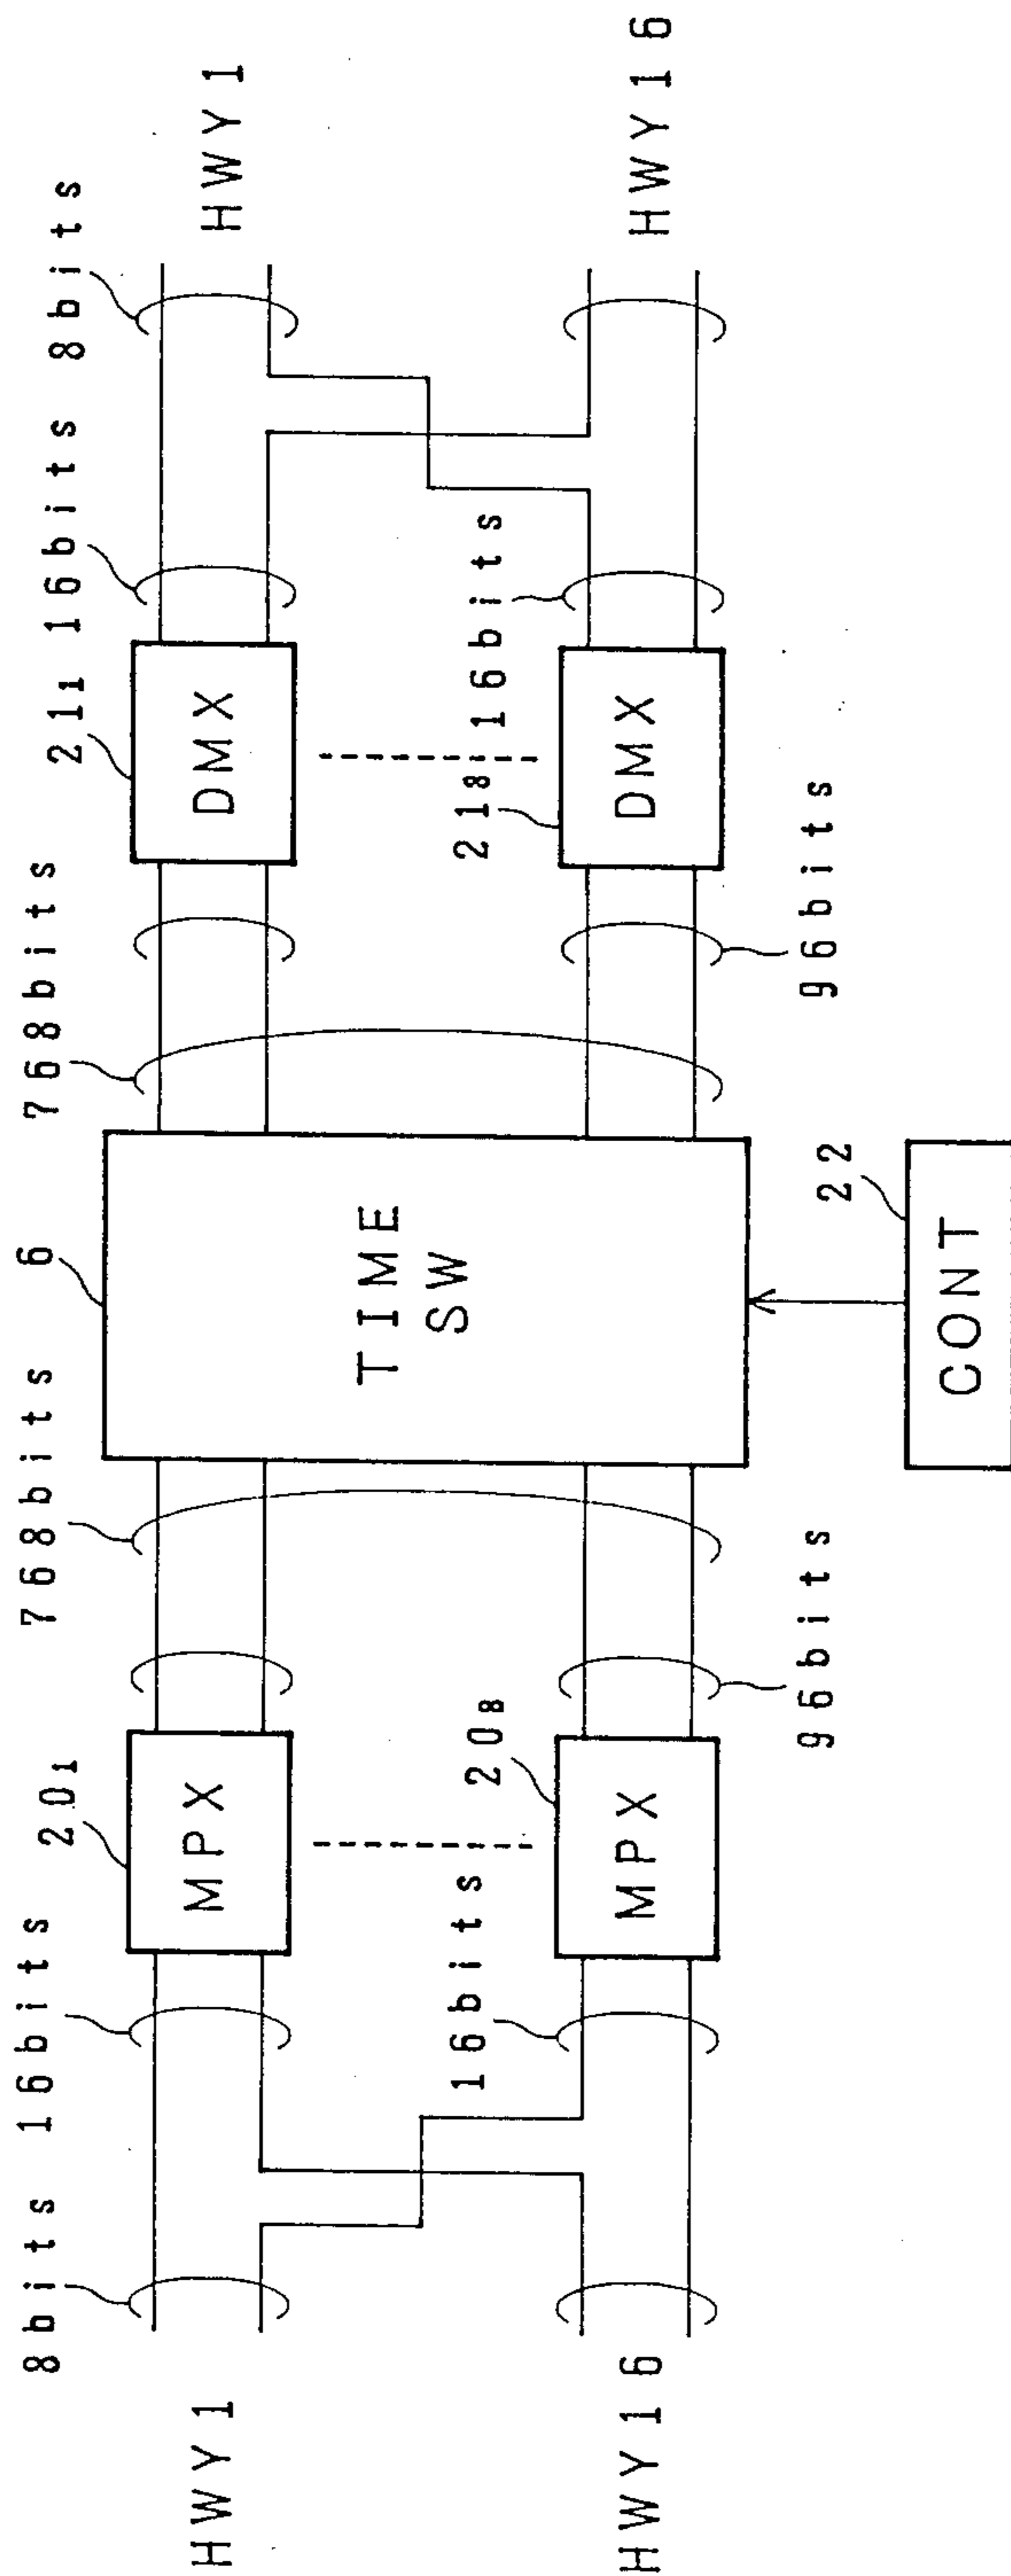 HWY1
8bits
16bits
20₁
MPX
768bits
6
TIME
SW
768bits
21₁
DMX
16bits
8bits
HWY1
HWY16
16bits
20₈
MPX
96bits
21₈
DMX
16bits
96bits
HWY16
22
CONT